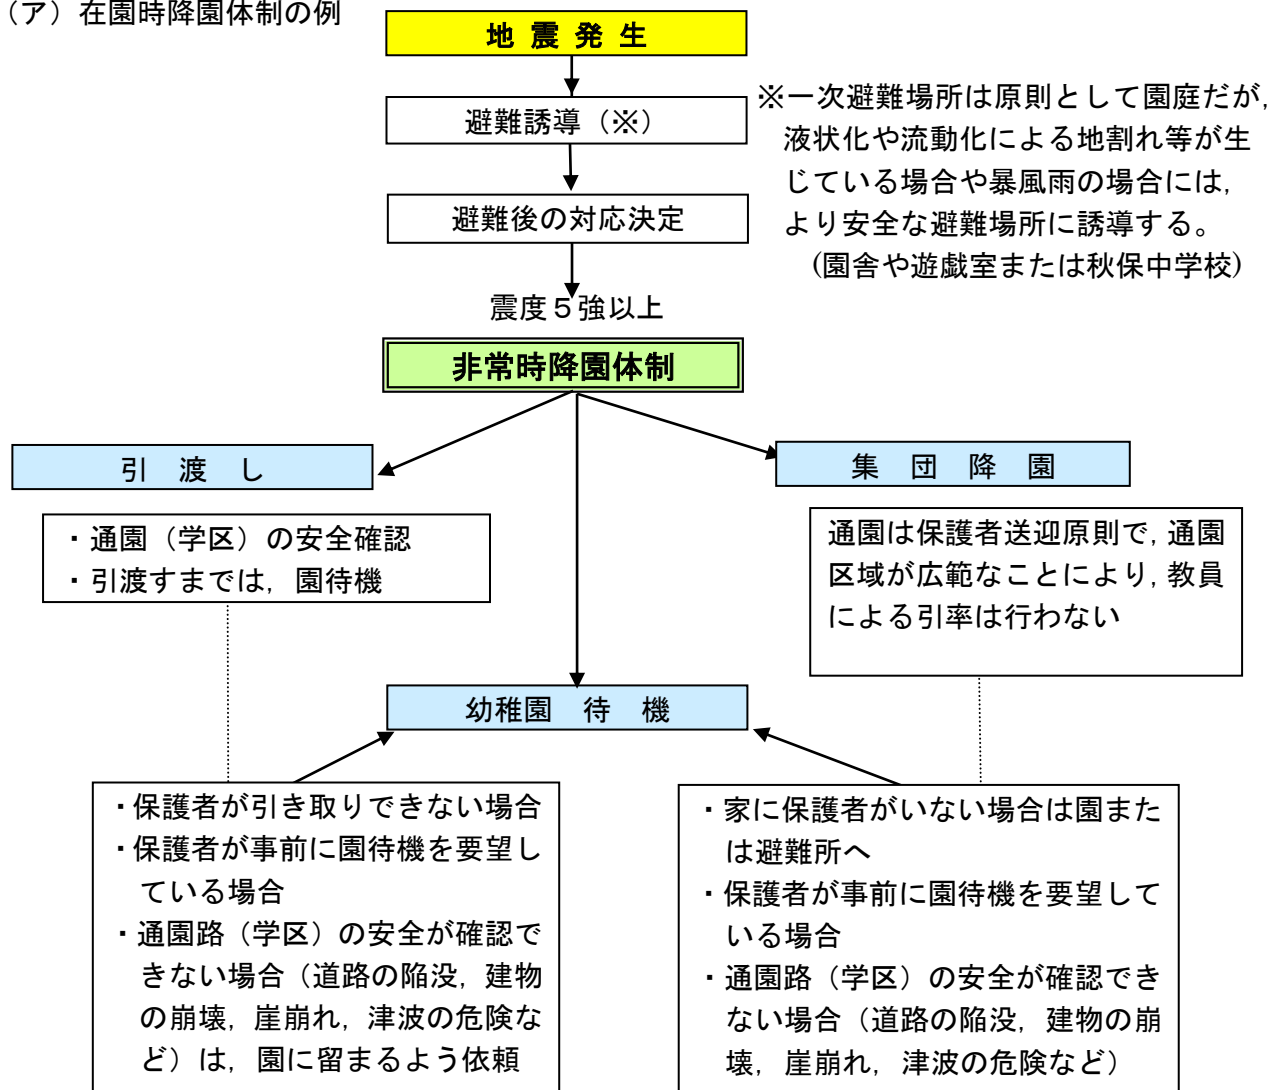 （ア）在園時降園体制の例
地 震 発 生
避難誘導（※）
※一次避難場所は原則として園庭だが,
液状化や流動化による地割れ等が生
じている場合や暴風雨の場合には,
より安全な避難場所に誘導する。
(園舎や遊戯室または秋保中学校)
避難後の対応決定
震度５強以上
非常時降園体制
引　渡　し
集　団　降　園
・通園（学区）の安全確認
・引渡すまでは, 園待機
通園は保護者送迎原則で, 通園
区域が広範なことにより, 教員
による引率は行わない
幼稚園　待　機
・保護者が引き取りできない場合
・保護者が事前に園待機を要望し
ている場合
・通園路（学区）の安全が確認で
きない場合（道路の陥没, 建物
の崩壊, 崖崩れ, 津波の危険な
ど）は, 園に留まるよう依頼
・家に保護者がいない場合は園また
は避難所へ
・保護者が事前に園待機を要望して
いる場合
・通園路（学区）の安全が確認でき
ない場合（道路の陥没, 建物の崩
壊, 崖崩れ, 津波の危険など）